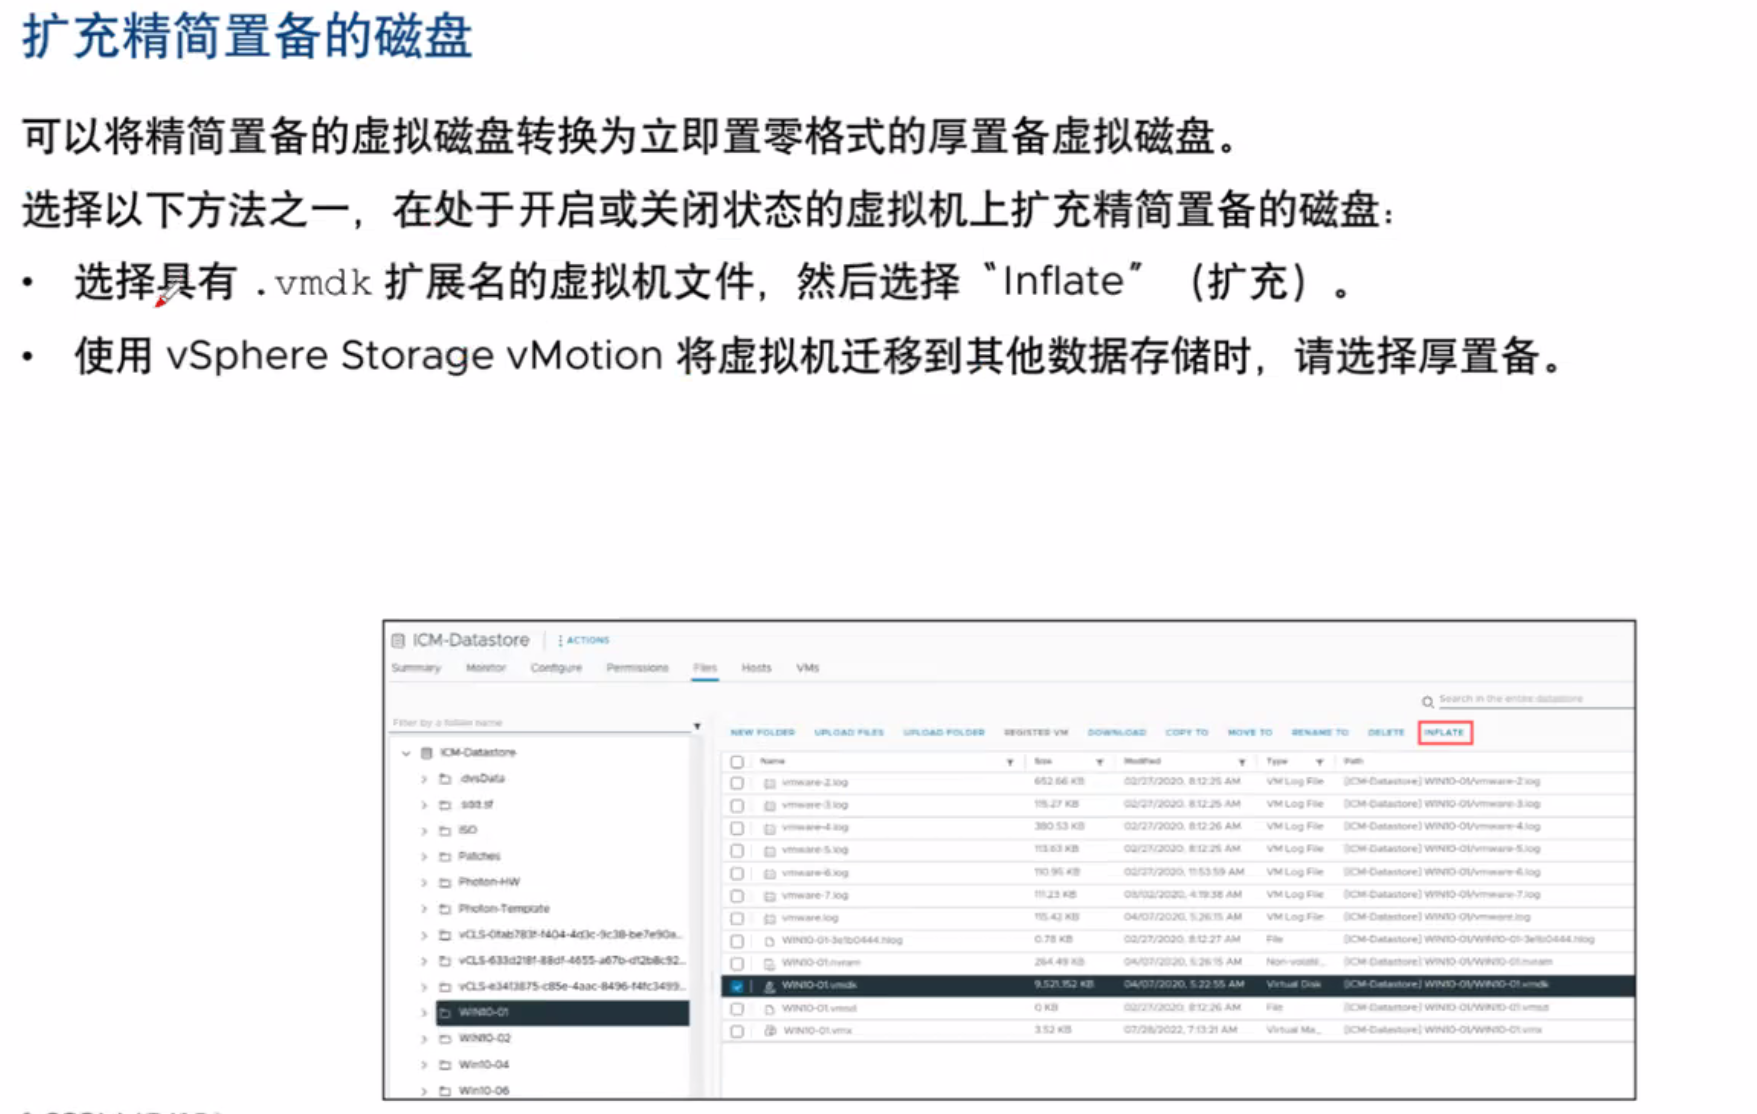 扩充精简置备的磁盘
可以将精简置备的虚拟磁盘转换为立即置零格式的厚置备虚拟磁盘。
选择以下方法之一，在处于开启或关闭状态的虚拟机上扩充精简置备的磁盘：
• 选择具有 .vmdk 扩展名的虚拟机文件，然后选择“Inflate”（扩充）。
• 使用 vSphere Storage vMotion 将虚拟机迁移到其他数据存储时，请选择厚置备。
ICM-Datastore ACTIONS
Summary Monitor Configure Permissions Files Hosts VMs
Search in the entire datastore
Filter by a folder name
NEW FOLDER UPLOAD FILES UPLOAD FOLDER REGISTER VM DOWNLOAD COPY TO MOVE TO RENAME TO DELETE INFLATE
ICM-Datastore
.dvsData
.sdd.sf
ISO
Patches
Photon-HW
Photon-Template
WIN10-01
WIN10-02
Win10-04
Win10-06
Name Size Modified Type Path
vmware-2.log 652.66 KB 02/27/2020, 8:12:25 AM VM Log File [ICM-Datastore] WIN10-01/vmware-2.log
vmware-3.log 115.27 KB 02/27/2020, 8:12:25 AM VM Log File [ICM-Datastore] WIN10-01/vmware-3.log
vmware-4.log 380.53 KB 02/27/2020, 8:12:26 AM VM Log File [ICM-Datastore] WIN10-01/vmware-4.log
vmware-5.log 113.63 KB 02/27/2020, 8:12:25 AM VM Log File [ICM-Datastore] WIN10-01/vmware-5.log
vmware-6.log 110.95 KB 02/27/2020, 11:53:59 AM VM Log File [ICM-Datastore] WIN10-01/vmware-6.log
vmware-7.log 111.23 KB 03/02/2020, 4:19:38 AM VM Log File [ICM-Datastore] WIN10-01/vmware-7.log
vmware.log 115.42 KB 04/07/2020, 5:26:15 AM VM Log File [ICM-Datastore] WIN10-01/vmware.log
WIN10-01-3e1b0444.hlog 0.78 KB 02/27/2020, 8:12:27 AM File [ICM-Datastore] WIN10-01/WIN10-01-3e1b0444.hlog
WIN10-01.nvram 264.49 KB 04/07/2020, 5:26:15 AM Non-volatil... [ICM-Datastore] WIN10-01/WIN10-01.nvram
WIN10-01.vmdk 9,521,152 KB 04/07/2020, 5:22:55 AM Virtual Disk [ICM-Datastore] WIN10-01/WIN10-01.vmdk
WIN10-01.vmsd 0 KB 02/27/2020, 8:12:26 AM File [ICM-Datastore] WIN10-01/WIN10-01.vmsd
WIN10-01.vmx 3.52 KB 07/28/2022, 7:13:21 AM Virtual Ma... [ICM-Datastore] WIN10-01/WIN10-01.vmx